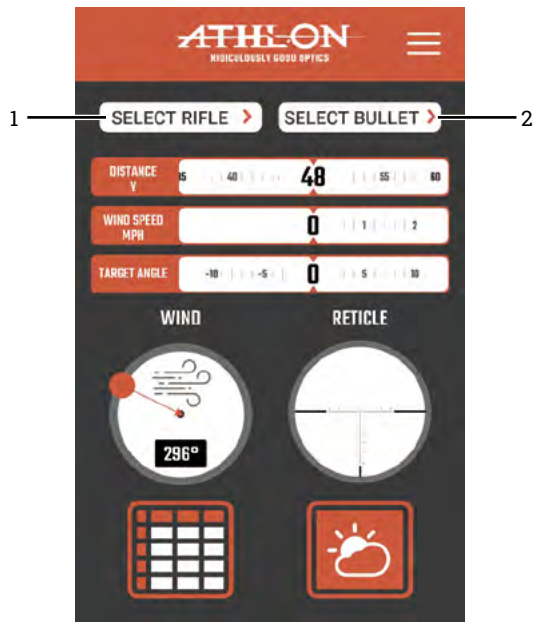 ATHLON
RIDICULOUSLY GOOD OPTICS
1
SELECT RIFLE >
SELECT BULLET >
2
DISTANCE
Y
35 40 48 55 60
WIND SPEED
MPH
0 1 2
TARGET ANGLE
-10 -5 0 5 10
WIND
RETICLE
296°